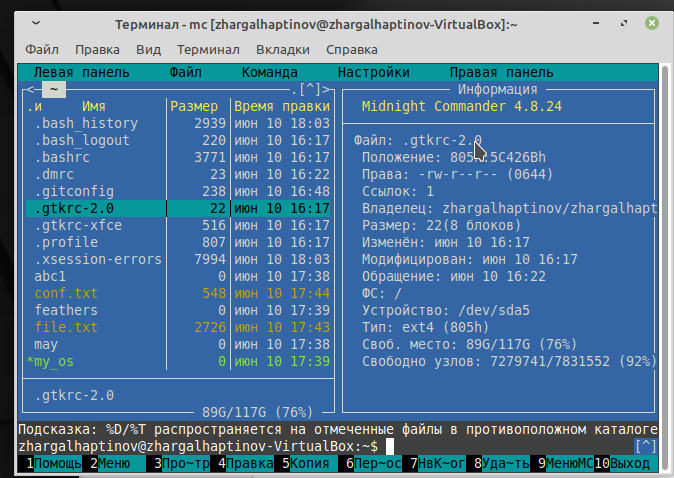 Терминал - mc [zhargalhaptinov@zhargalhaptinov-VirtualBox]:~
Файл Правка Вид Терминал Вкладки Справка
Левая панель Файл Команда Настройки Правая панель
<─ ~ .[^]>
.и Имя Размер Время правки
.bash_history 2939 июн 10 18:03
.bash_logout 220 июн 10 16:17
.bashrc 3771 июн 10 16:17
.dmrc 23 июн 10 16:22
.gitconfig 238 июн 10 16:48
.gtkrc-2.0 22 июн 10 16:17
.gtkrc-xfce 516 июн 10 16:17
.profile 807 июн 10 16:17
.xsession-errors 7994 июн 10 18:03
abc1 0 июн 10 17:38
conf.txt 548 июн 10 17:44
feathers 0 июн 10 17:39
file.txt 2726 июн 10 17:43
may 0 июн 10 17:38
*my_os 0 июн 10 17:39
.gtkrc-2.0
89G/117G (76%)
Информация
Midnight Commander 4.8.24
Файл: .gtkrc-2.0
Положение: 805h:5C426Bh
Права: -rw-r--r-- (0644)
Ссылок: 1
Владелец: zhargalhaptinov/zhargalhapt
Размер: 22(8 блоков)
Изменён: июн 10 16:17
Модифицирован: июн 10 16:17
Обращение: июн 10 16:22
ФС: /
Устройство: /dev/sda5
Тип: ext4 (805h)
Своб. место: 89G/117G (76%)
Свободно узлов: 7279741/7831552 (92%)
Подсказка: %D/%T распространяется на отмеченные файлы в противоположном каталоге
zhargalhaptinov@zhargalhaptinov-VirtualBox:~$ [^]
1Помощь 2Меню 3Про~тр 4Правка 5Копия 6Пер~ос 7НвК~ог 8Уда~ть 9МенюMC 10Выход